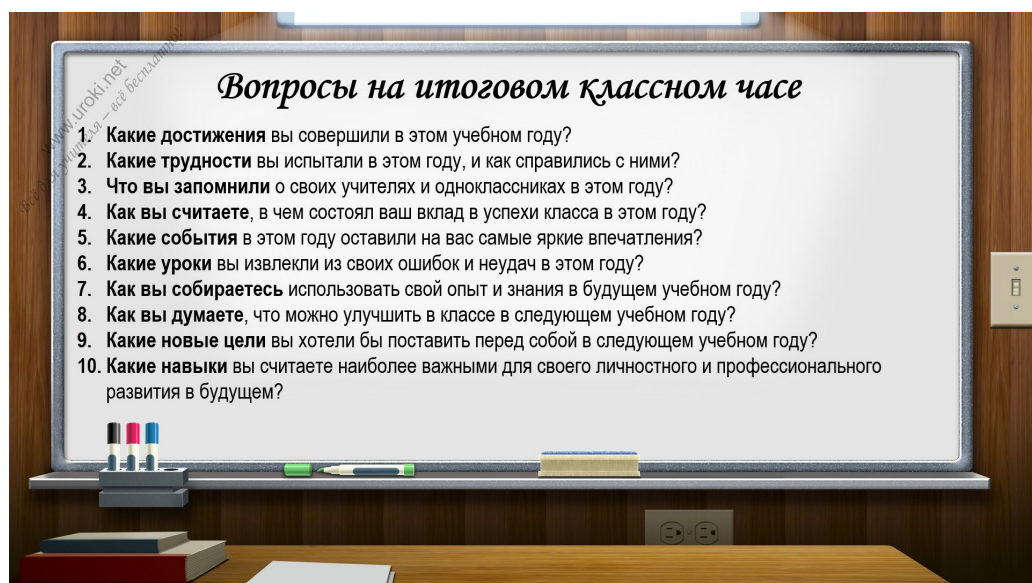 Вопросы на итоговом классном часе
1. Какие достижения вы совершили в этом учебном году?
2. Какие трудности вы испытали в этом году, и как справились с ними?
3. Что вы запомнили о своих учителях и одноклассниках в этом году?
4. Как вы считаете, в чем состоял ваш вклад в успехи класса в этом году?
5. Какие события в этом году оставили на вас самые яркие впечатления?
6. Какие уроки вы извлекли из своих ошибок и неудач в этом году?
7. Как вы собираетесь использовать свой опыт и знания в будущем учебном году?
8. Как вы думаете, что можно улучшить в классе в следующем учебном году?
9. Какие новые цели вы хотели бы поставить перед собой в следующем учебном году?
10. Какие навыки вы считаете наиболее важными для своего личностного и профессионального
развития в будущем?
www.uroki.net
Всё для учителя – всё бесплатно!